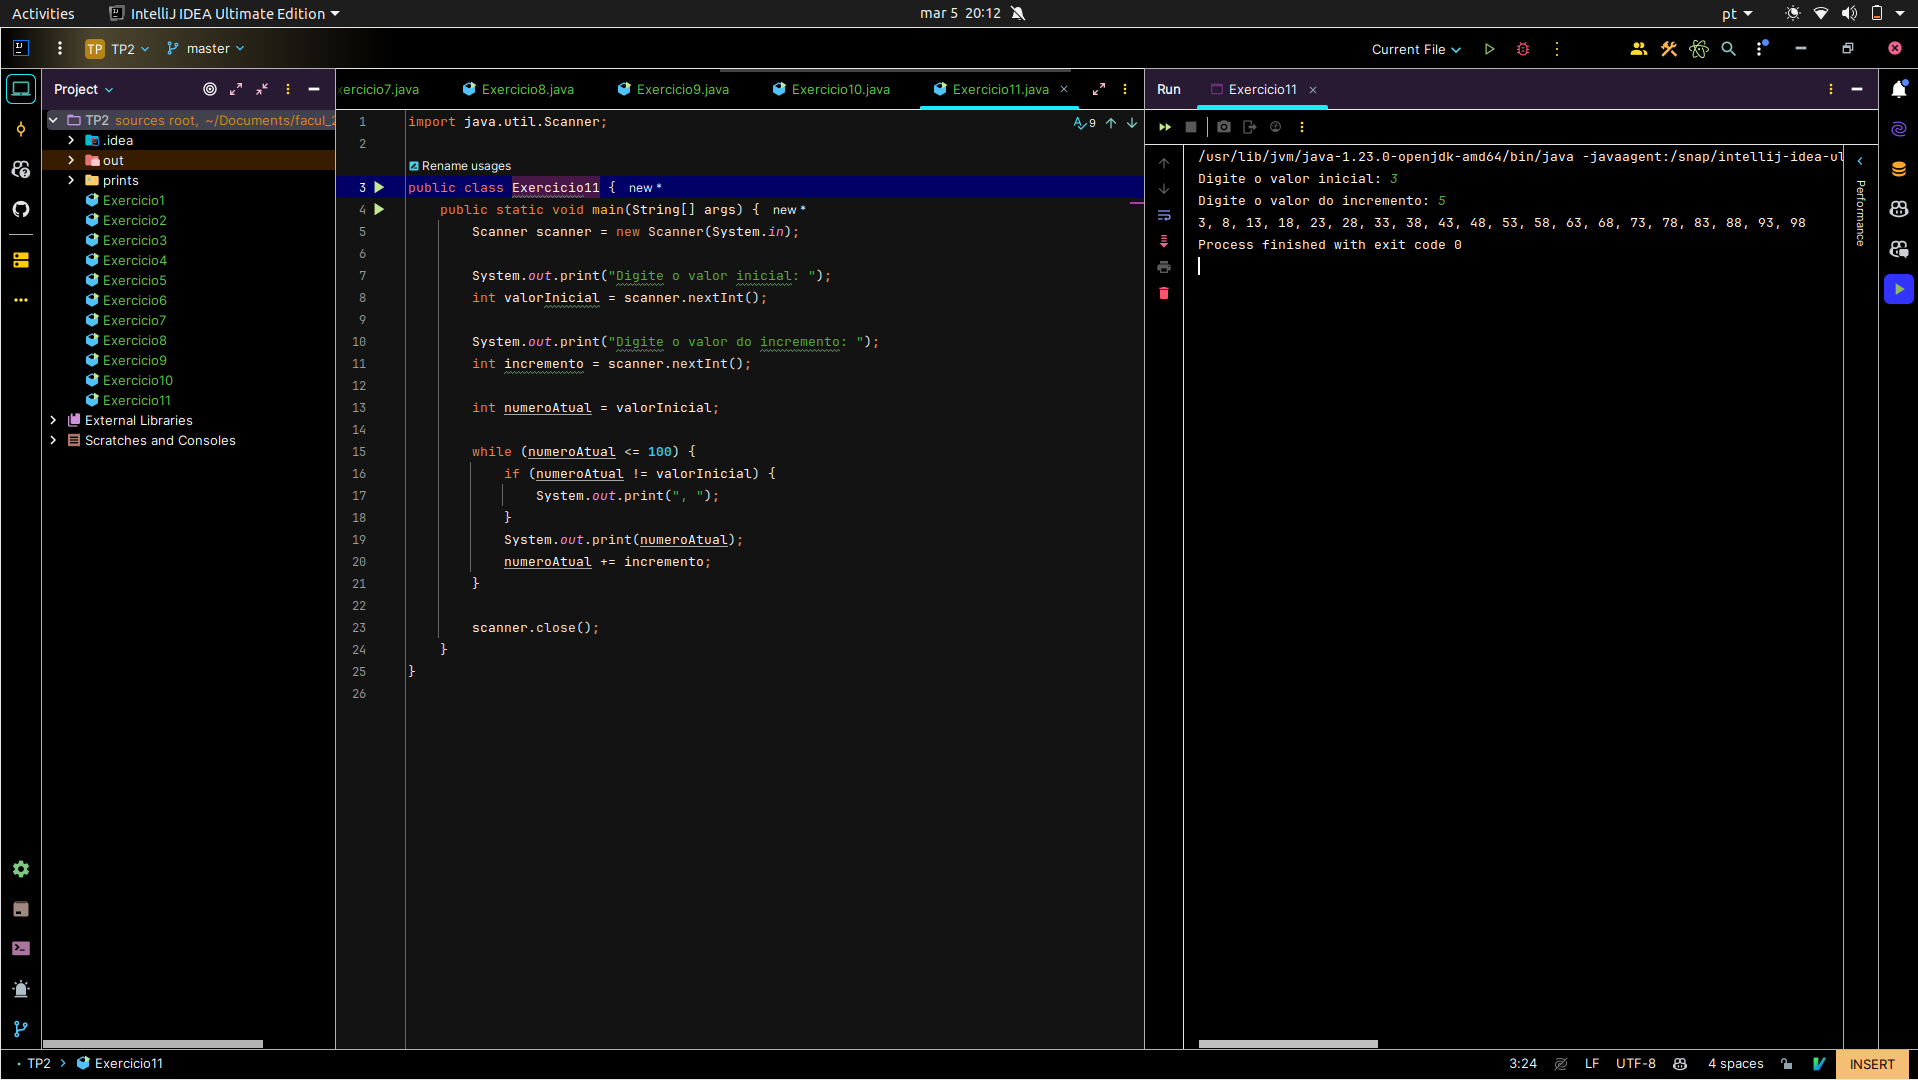 Activities IntelliJ IDEA Ultimate Edition mar 5 20:12 pt
TP TP2 master Current File
Project
TP2 sources root, ~/Documents/facul_2
.idea
out
prints
Exercicio1
Exercicio2
Exercicio3
Exercicio4
Exercicio5
Exercicio6
Exercicio7
Exercicio8
Exercicio9
Exercicio10
Exercicio11
External Libraries
Scratches and Consoles
xercicio7.java Exercicio8.java Exercicio9.java Exercicio10.java Exercicio11.java
9
1 import java.util.Scanner;
2
Rename usages
3 public class Exercicio11 { new *
4 public static void main(String[] args) { new *
5 Scanner scanner = new Scanner(System.in);
6
7 System.out.print("Digite o valor inicial: ");
8 int valorInicial = scanner.nextInt();
9
10 System.out.print("Digite o valor do incremento: ");
11 int incremento = scanner.nextInt();
12
13 int numeroAtual = valorInicial;
14
15 while (numeroAtual <= 100) {
16 if (numeroAtual != valorInicial) {
17 System.out.print(", ");
18 }
19 System.out.print(numeroAtual);
20 numeroAtual += incremento;
21 }
22
23 scanner.close();
24 }
25 }
26
Run Exercicio11
/usr/lib/jvm/java-1.23.0-openjdk-amd64/bin/java -javaagent:/snap/intellij-idea-ul
Digite o valor inicial: 3
Digite o valor do incremento: 5
3, 8, 13, 18, 23, 28, 33, 38, 43, 48, 53, 58, 63, 68, 73, 78, 83, 88, 93, 98
Process finished with exit code 0
Performance
TP2 Exercicio11 3:24 LF UTF-8 4 spaces INSERT